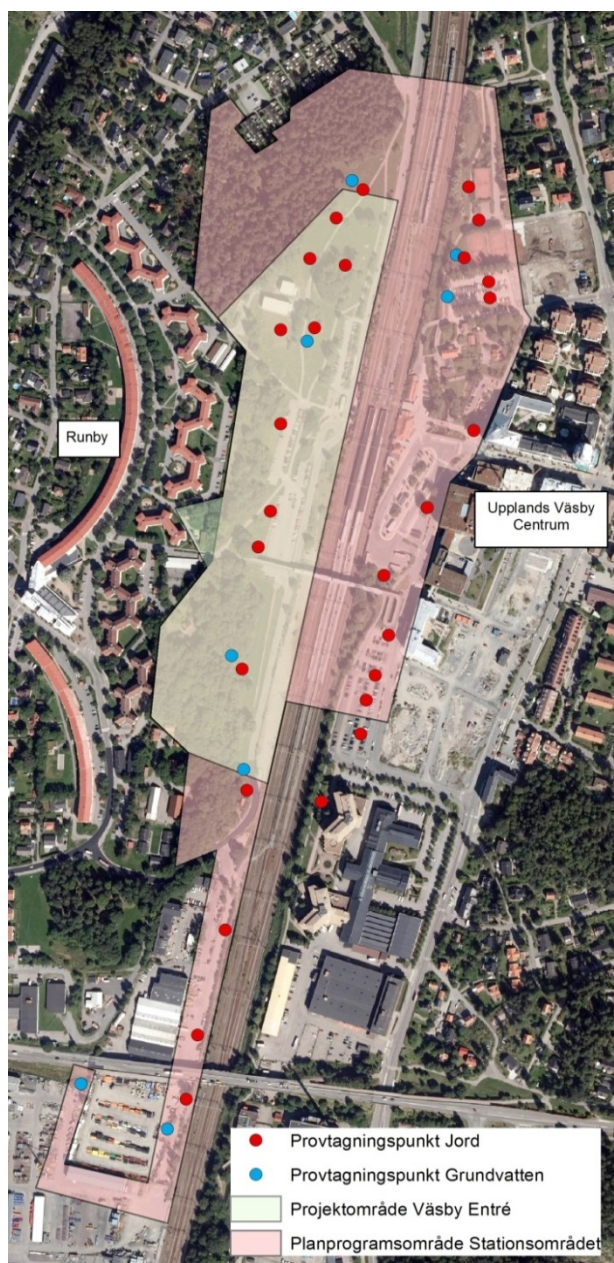 Runby
Upplands Väsby
Centrum
Provtagningspunkt Jord
Provtagningspunkt Grundvatten
Projektområde Väsby Entré
Planprogramsområde Stationsområdet